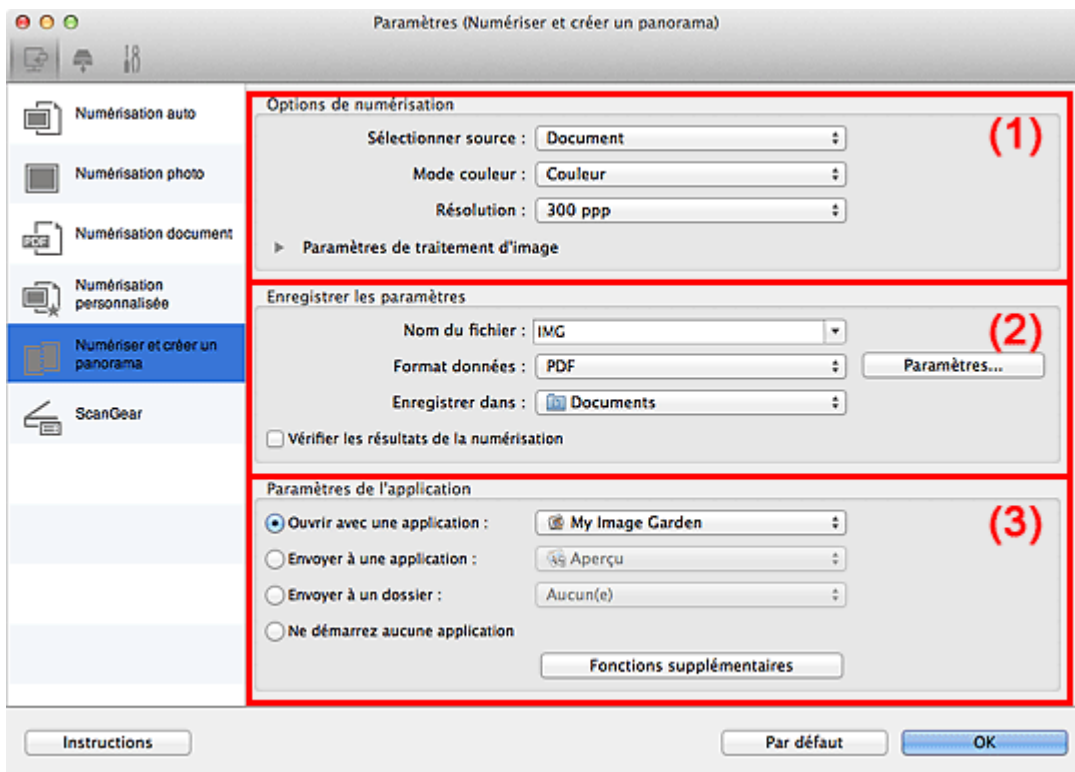 Paramètres (Numériser et créer un panorama)
Numérisation auto
Numérisation photo
PDF
Numérisation document
Numérisation
personnalisée
Numériser et créer un
panorama
ScanGear
Options de numérisation
(1)
Sélectionner source : Document
Mode couleur : Couleur
Résolution : 300 ppp
Paramètres de traitement d'image
Enregistrer les paramètres
(2)
Nom du fichier : IMG
Format données : PDF Paramètres...
Enregistrer dans : Documents
Vérifier les résultats de la numérisation
Paramètres de l'application
(3)
Ouvrir avec une application : My Image Garden
Envoyer à une application : Aperçu
Envoyer à un dossier : Aucun(e)
Ne démarrez aucune application
Fonctions supplémentaires
Instructions Par défaut OK